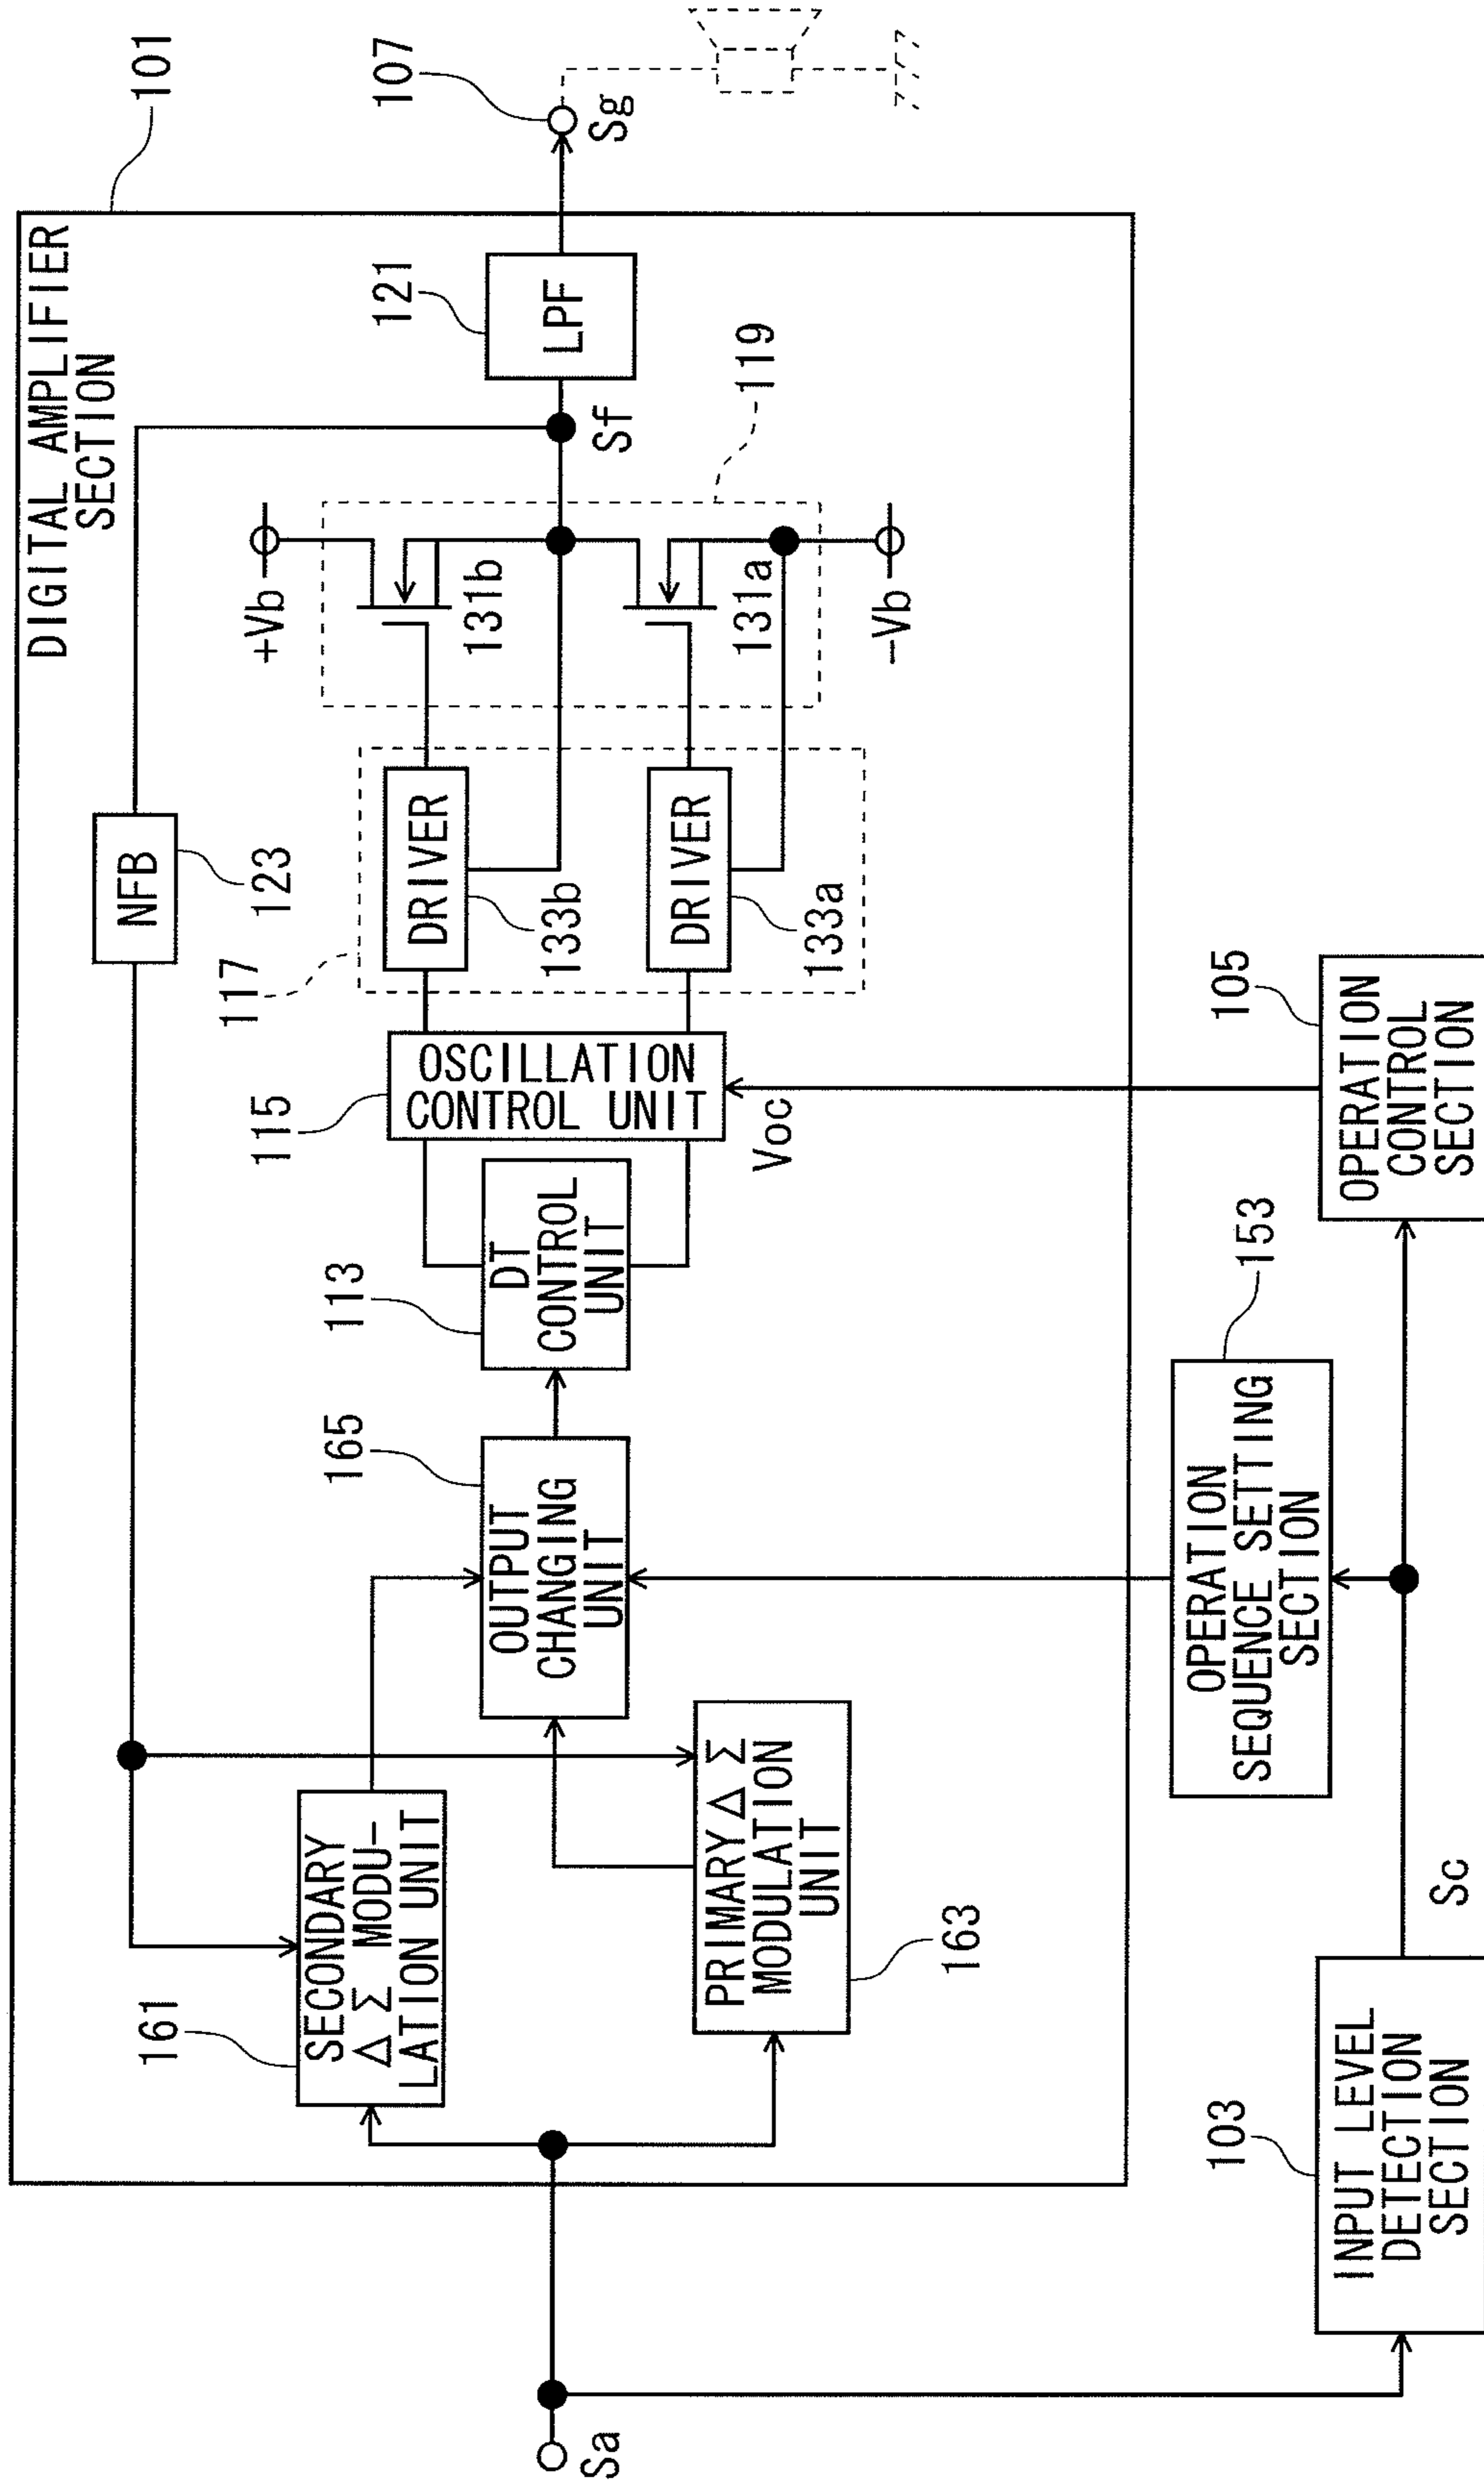 DIGITAL AMPLIFIER
SECTION
101
NFB
123
+Vb
117
161
SECONDARY
ΔΣ MODU-
LATION UNIT
165
OUTPUT
CHANGING
UNIT
113
DT
CONTROL
UNIT
115
OSCILLATION
CONTROL UNIT
Voc
DRIVER
133b
DRIVER
133a
131b
131a
119
Sf
121
LPF
107
Sg
-Vb
PRIMARY ΔΣ
MODULATION
UNIT
163
Sa
103
INPUT LEVEL
DETECTION
SECTION
Sc
153
OPERATION
SEQUENCE SETTING
SECTION
105
OPERATION
CONTROL
SECTION